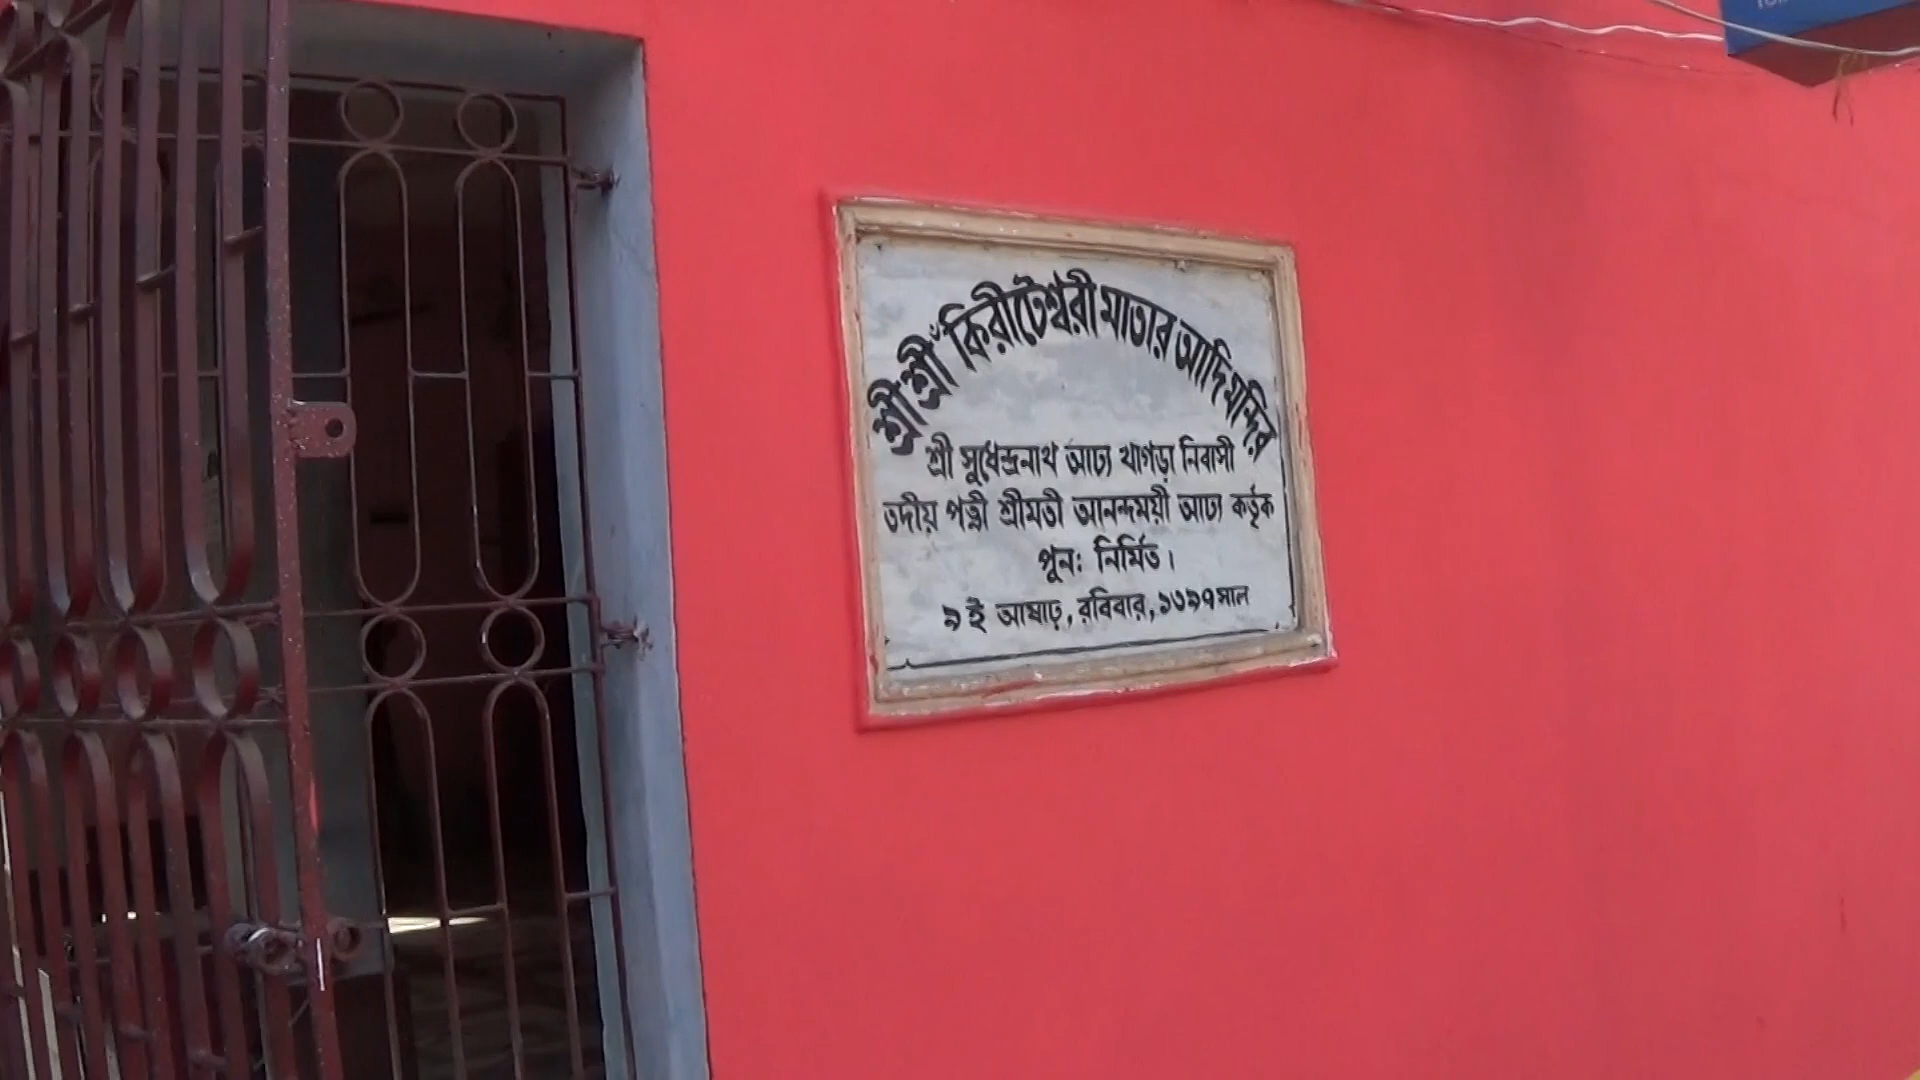 শ্রীশ্রীঁ কিরীটেশ্বরী মাতার আদি মন্দির
শ্রী সুধেন্দ্রনাথ আঢ্য খাগড়া নিবাসী
তদীয় পত্নী শ্রীমতী আনন্দময়ী আঢ্য কর্তৃক
পুনঃ নির্মিত।
৯ই আষাঢ়, রবিবার, ১৩৯৭ সাল